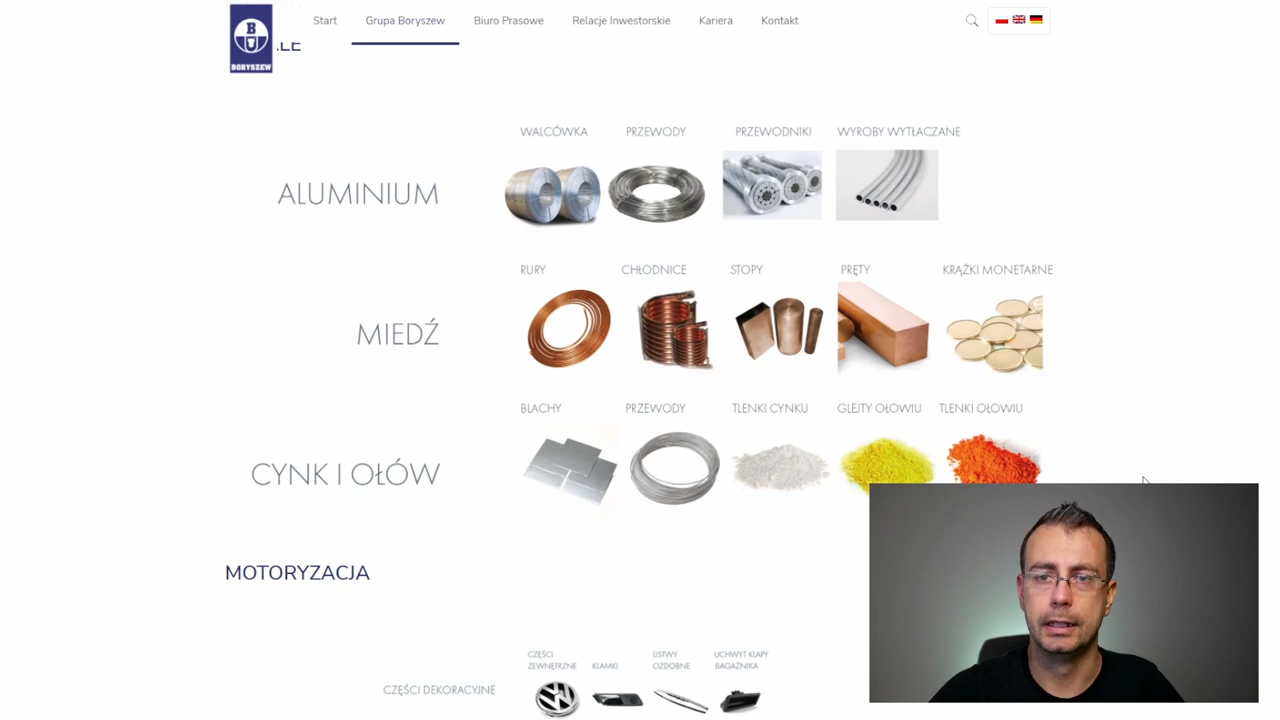 Start Grupa Boryszew Biuro Prasowe Relacje Inwestorskie Kariera Kontakt
B
BORYSZEW
WALCÓWKA PRZEWODY PRZEWODNIKI WYROBY WYTŁACZANE
ALUMINIUM
RURY CHŁODNICE STOPY PRĘTY KRĄŻKI MONETARNE
MIEDŹ
BLACHY PRZEWODY TLENKI CYNKU GLEJTY OŁOWIU TLENKI OŁOWIU
CYNK I OŁÓW
MOTORYZACJA
CZĘŚCI ZEWNĘTRZNE KLAMKI LISTWY OZDOBNE UCHWYT KLAPY BAGAŻNIKA
CZĘŚCI DEKORACYJNE